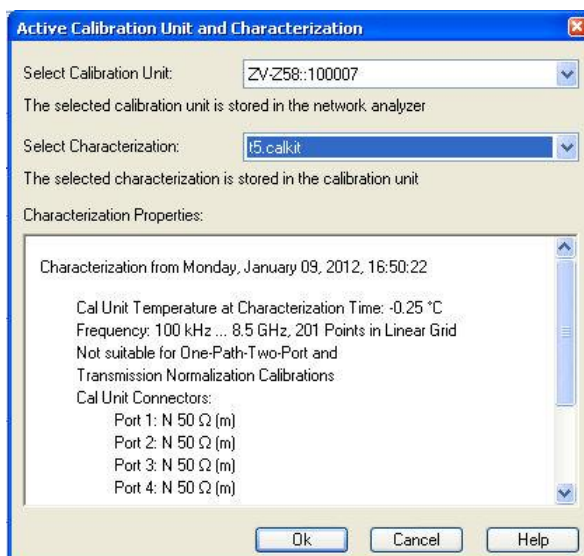 Active Calibration Unit and Characterization
Select Calibration Unit: ZV-Z58::100007
The selected calibration unit is stored in the network analyzer
Select Characterization: t5.calkit
The selected characterization is stored in the calibration unit
Characterization Properties:
Characterization from Monday, January 09, 2012, 16:50:22
Cal Unit Temperature at Characterization Time: -0.25 °C
Frequency: 100 kHz ... 8.5 GHz, 201 Points in Linear Grid
Not suitable for One-Path-Two-Port and
Transmission Normalization Calibrations
Cal Unit Connectors:
Port 1: N 50 Ω (m)
Port 2: N 50 Ω (m)
Port 3: N 50 Ω (m)
Port 4: N 50 Ω (m)
Ok Cancel Help